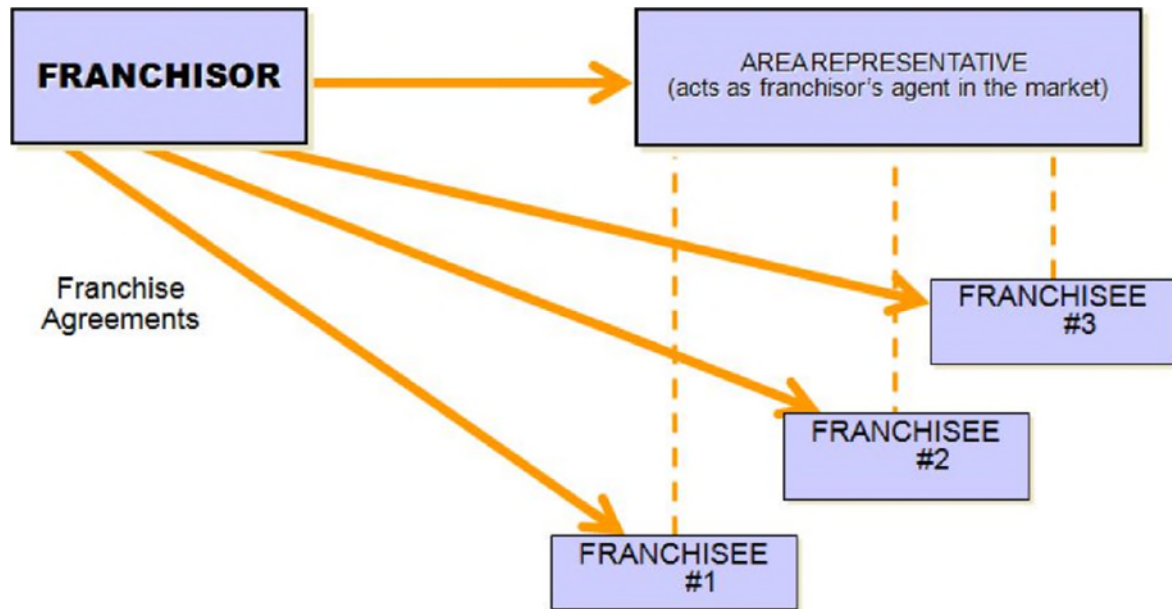 FRANCHISOR
AREAREPRESENTATIVE
(acts as franchisor's agent in the market)
Franchise
Agreements
FRANCHISEE
#3
FRANCHISEE
#2
FRANCHISEE
#1